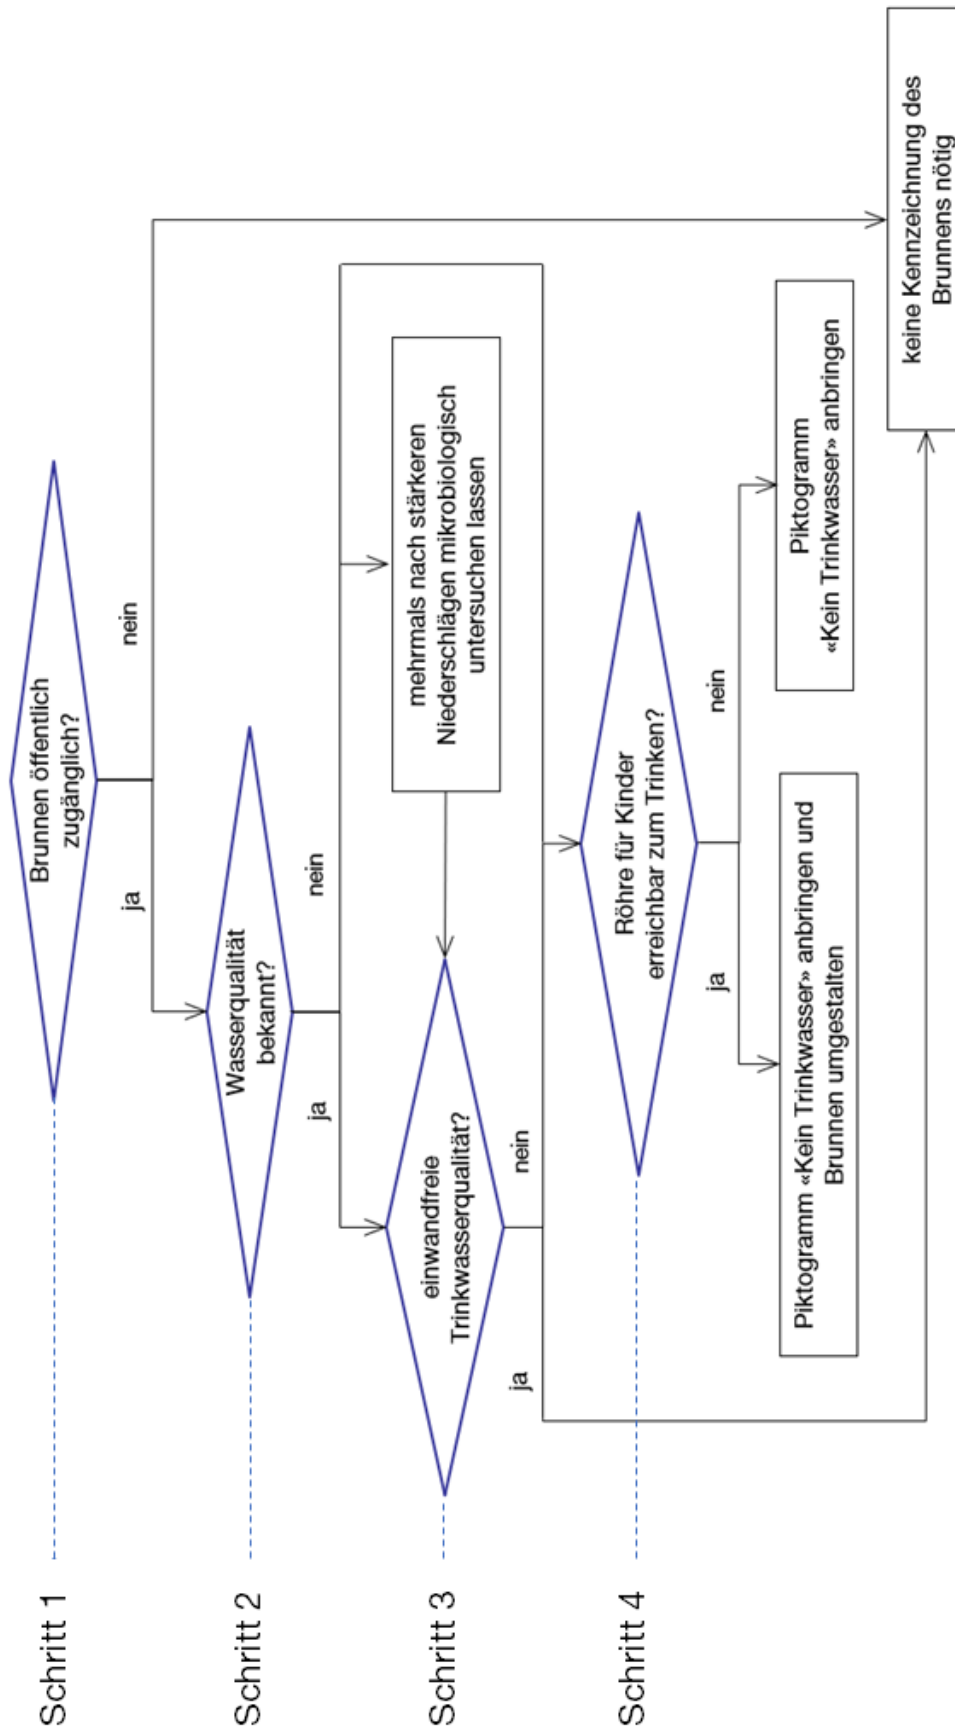 Schritt 1
Brunnen öffentlich
zugänglich?
ja
nein
Schritt 2
Wasserqualität
bekannt?
ja
nein
Schritt 3
einwandfreie
Trinkwasserqualität?
mehrmals nach stärkeren
Niederschlägen mikrobiologisch
untersuchen lassen
ja
nein
Schritt 4
Röhre für Kinder
erreichbar zum Trinken?
ja
nein
Piktogramm «Kein Trinkwasser» anbringen und
Brunnen umgestalten
Piktogramm
«Kein Trinkwasser» anbringen
keine Kennzeichnung des
Brunnens nötig